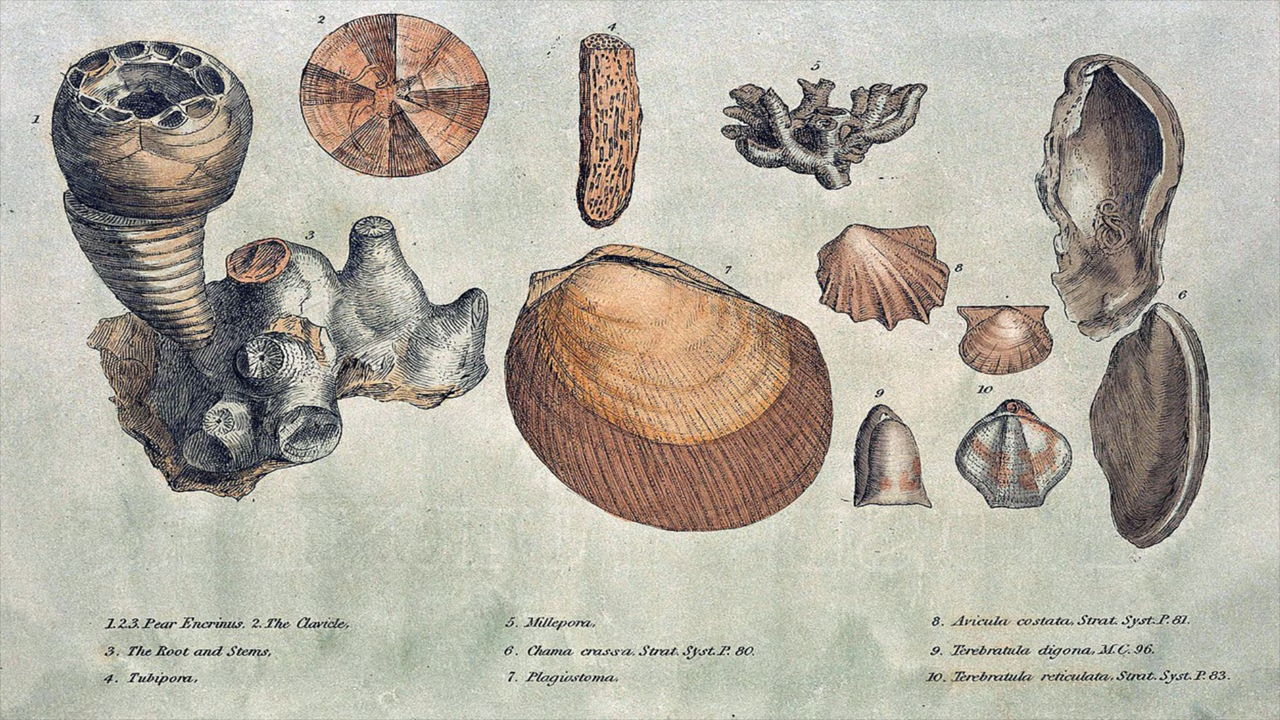 1
2
3
4
5
6
7
8
9
10
1.2.3. Pear Encrinus. 2. The Clavicle,
3. The Root and Stems,
4. Tubipora,
5. Millepora,
6. Chama crassa, Strat. Syst. P. 80.
7. Plagiostoma,
8. Avicula costata, Strat. Syst. P. 81.
9. Terebratula digona, M.C. 96.
10. Terebratula reticulata, Strat. Syst. P. 83.